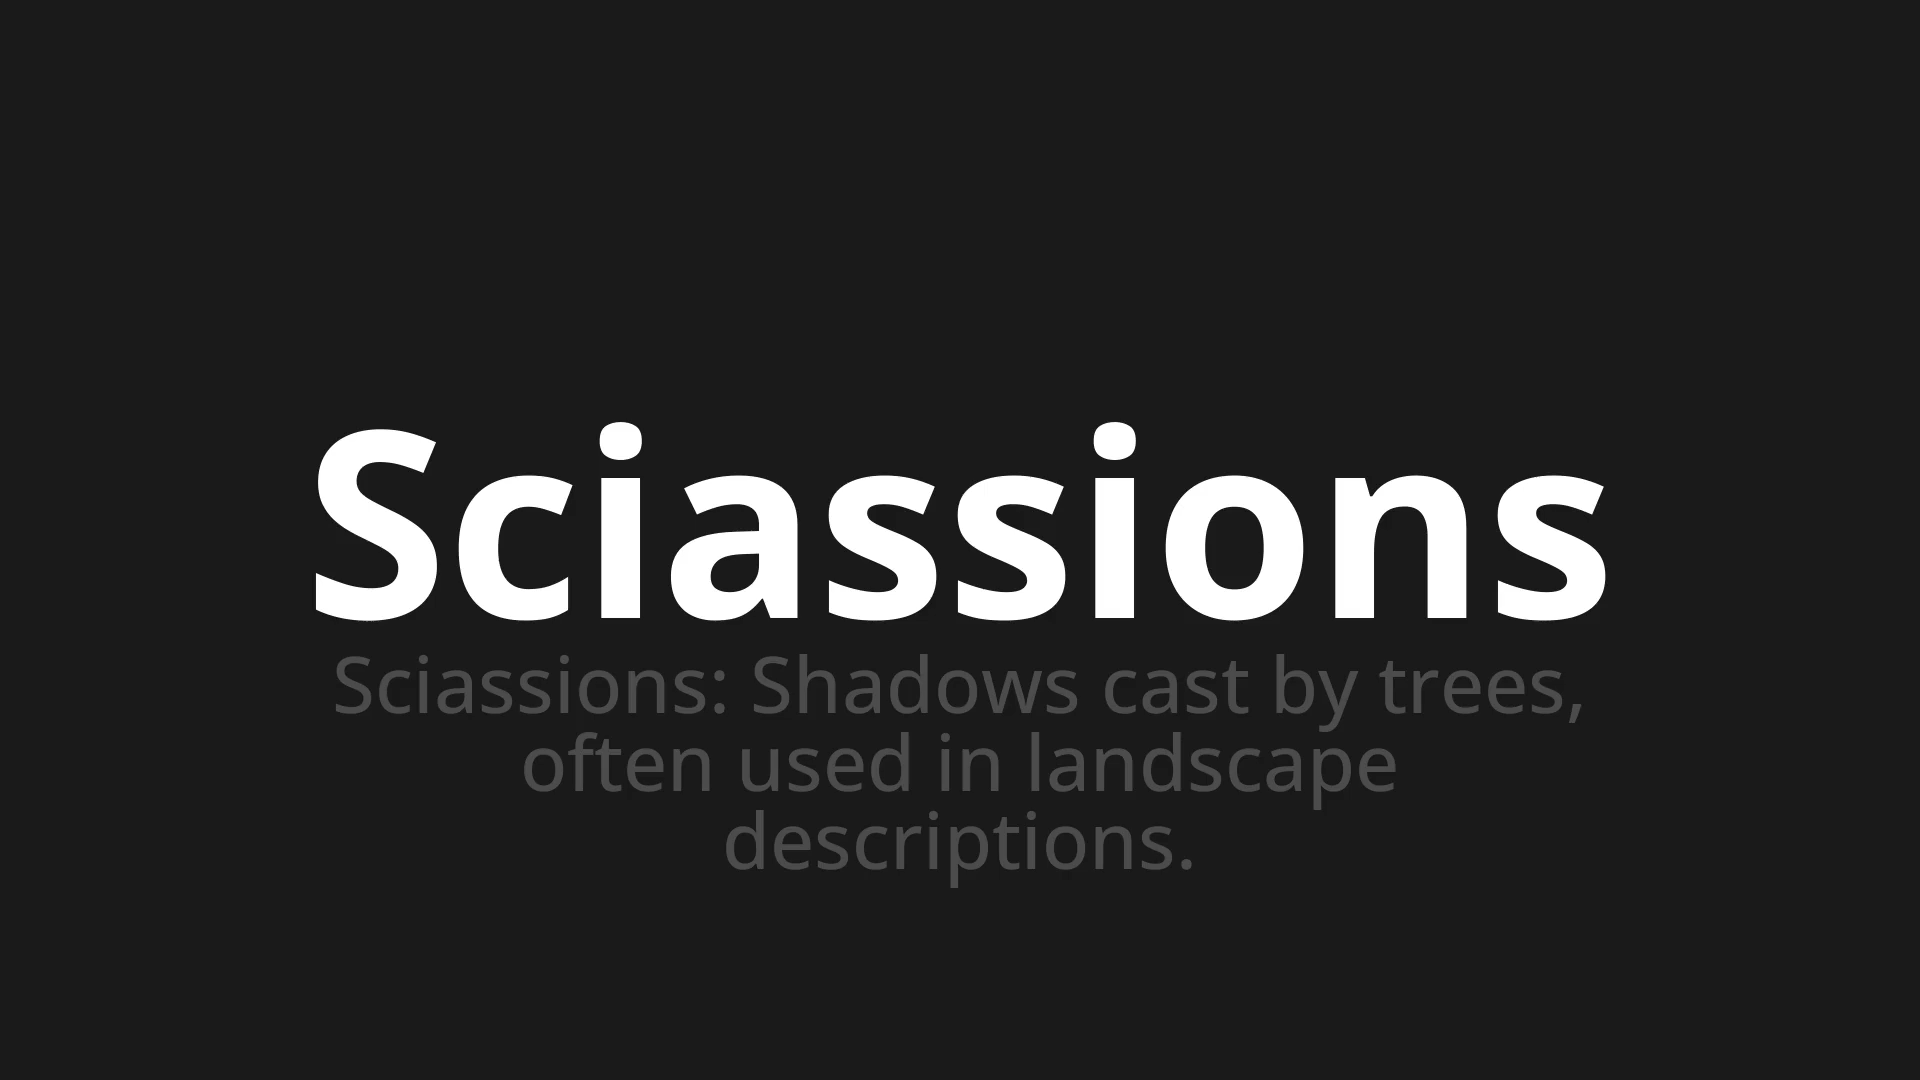 Sciassions
Sciassions: Shadows cast by trees,
often used in landscape
descriptions.